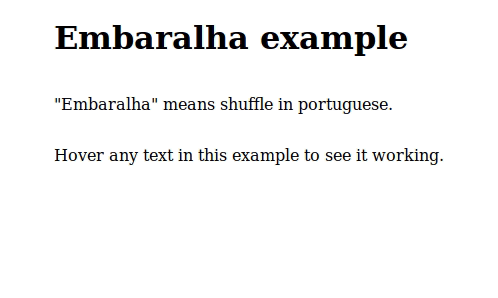 Embaralha example
"Embaralha" means shuffle in portuguese.
Hover any text in this example to see it working.